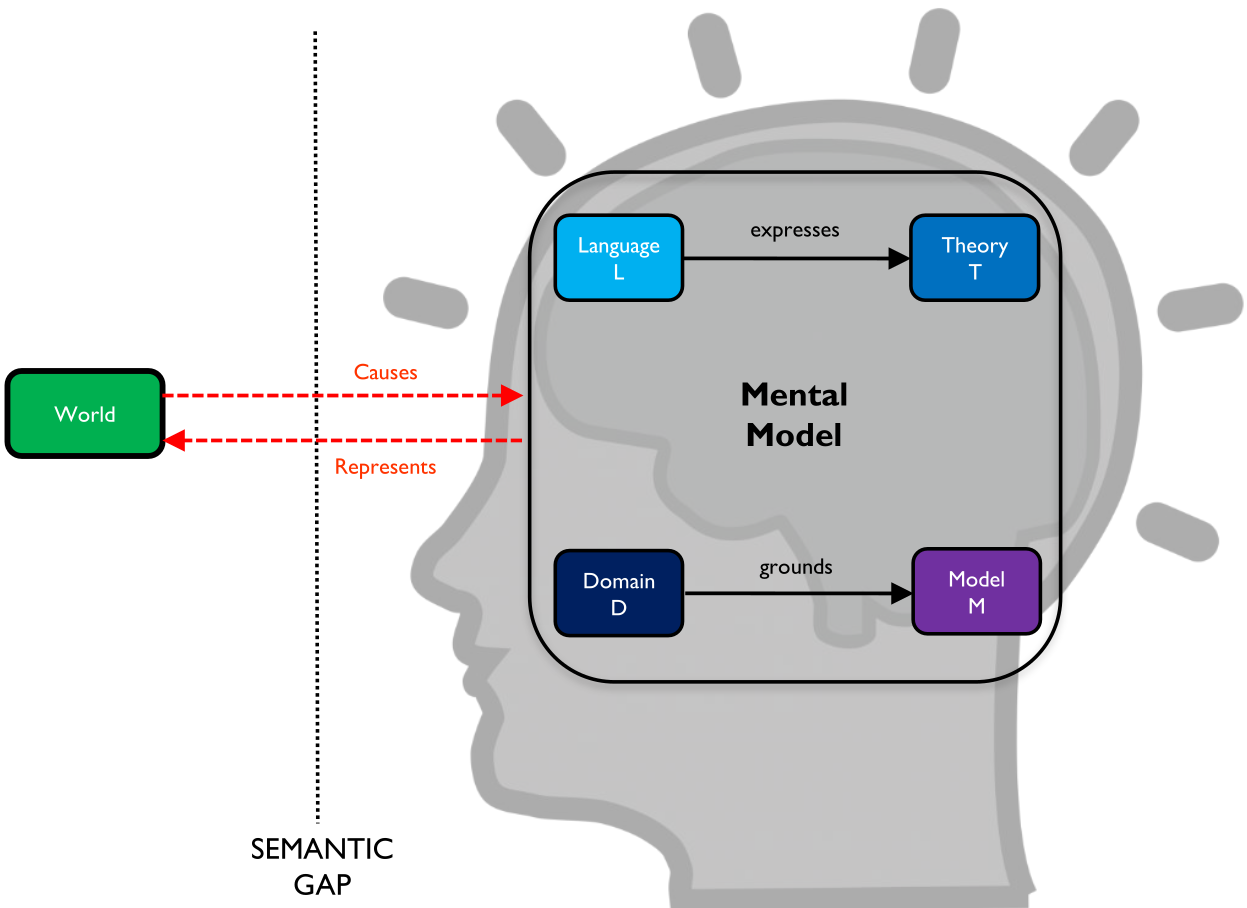 Language
L
expresses
Theory
T
Causes
World
Represents
Mental
Model
Domain
D
grounds
Model
M
SEMANTIC
GAP